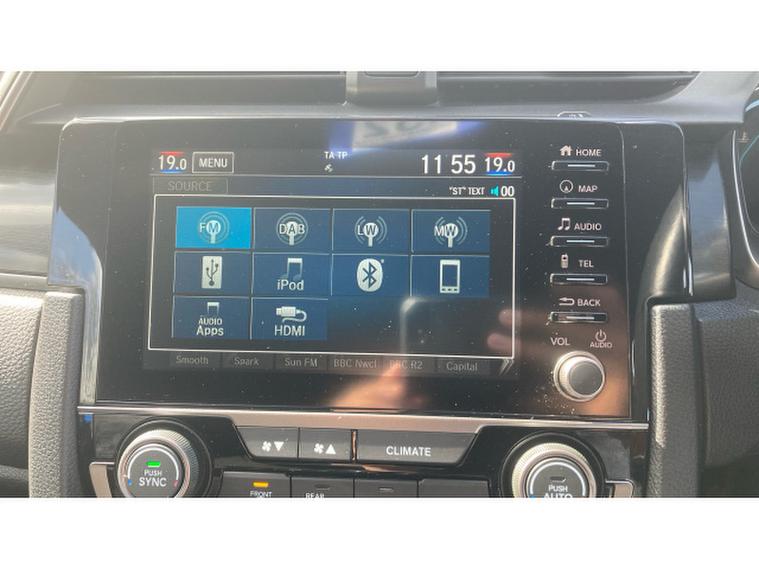 19.0 MENU TA TP 11 55 19.0
SOURCE "ST" TEXT 00
FM DAB LW MW
iPod
AUDIO Apps HDMI
Smooth Spark Sun FM BBC Nwcl BBC R2 Capital
HOME
MAP
AUDIO
TEL
BACK
VOL AUDIO
CLIMATE
PUSH SYNC
PUSH AUTO
FRONT REAR